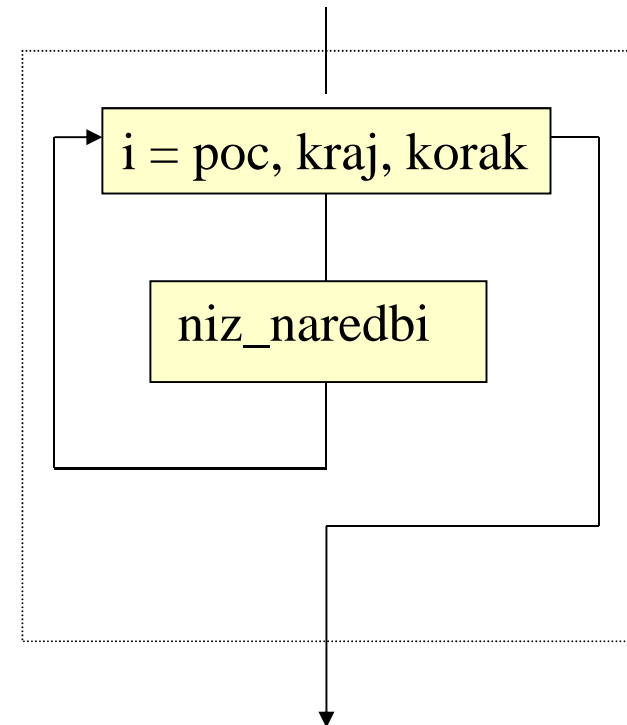 i = poc, kraj, korak
niz_naredbi